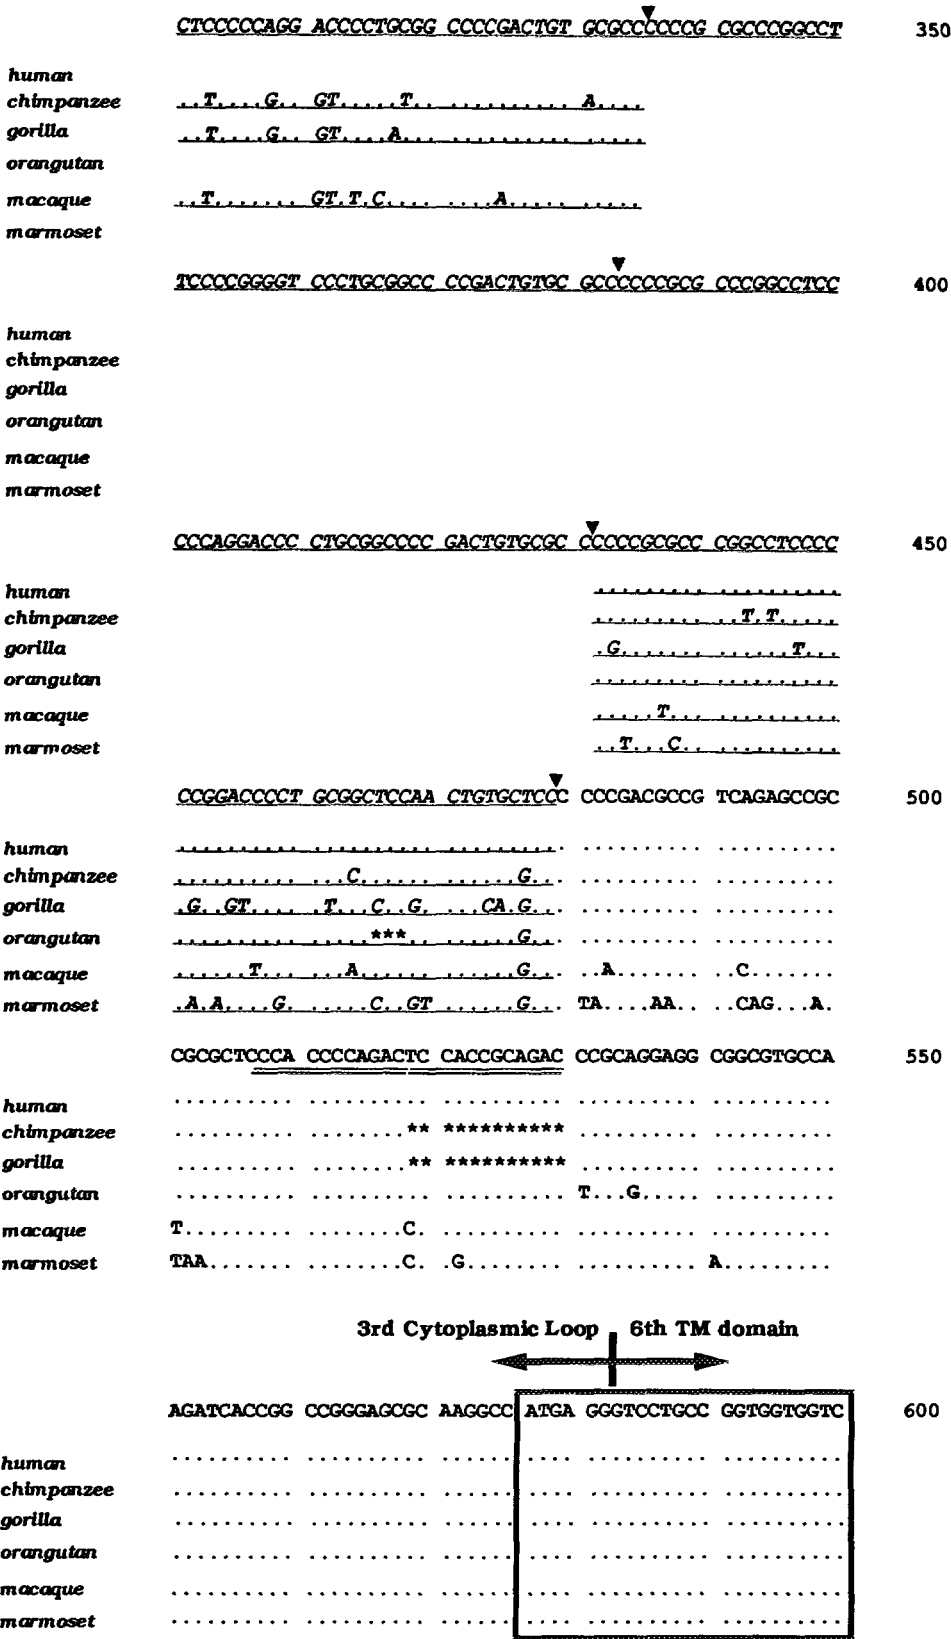 CTCCCCCAGG ACCCCTGCGG CCCCGACTGT GCGCCCCCCG CGCCCGGCCT 350
human
chimpanzee ..T....G.. GT.....T.. .......... ...A....
gorilla ..T....G.. GT....A... .......... ........
orangutan
macaque ..T....... GT.T.C.... ....A..... ........
marmoset
TCCCCGGGGT CCCTGCGGCC CCGACTGTGC GCCCCCCGCG CCCGGCCTCC 400
human
chimpanzee
gorilla
orangutan
macaque
marmoset
CCCAGGACCC CTGCGGCCCC GACTGTGCGC CCCCCGCGCC CGGCCTCCCC 450
human ......... ..........
chimpanzee ......... ..T.T.....
gorilla .G....... ......T...
orangutan ......... ..........
macaque .....T... ..........
marmoset ..T...C.. ..........
CCGGACCCCT GCGGCTCCAA CTGTGCTCCC CCCGACGCCG TCAGAGCCGC 500
human .......... .......... .......... .......... ..........
chimpanzee .......... ...C...... ......G... .......... ..........
gorilla .G..GT.... .T...C..G. ...CA.G... .......... ..........
orangutan .......... .....***.. ......G... .......... ..........
macaque ......T... ...A...... ......G... ..A....... ..C.......
marmoset .A.A....G. .....C..GT ......G... TA....AA.. ..CAG...A.
CGCGCTCCCA CCCCAGACTC CACCGCAGAC CCGCAGGAGG CGGCGTGCCA 550
human .......... .......... .......... .......... ..........
chimpanzee .......... ........** ********** .......... ..........
gorilla .......... ........** ********** .......... ..........
orangutan .......... .......... .......... T...G..... ..........
macaque T......... ........C. .......... .......... ..........
marmoset TAA....... ........C. .G........ .......... A.........
3rd Cytoplasmic Loop 6th TM domain
AGATCACCGG CCGGGAGCGC AAGGCC ATGA GGGTCCTGCC GGTGGTGGTC 600
human .......... .......... .......... .......... ..........
chimpanzee .......... .......... .......... .......... ..........
gorilla .......... .......... .......... .......... ..........
orangutan .......... .......... .......... .......... ..........
macaque .......... .......... .......... .......... ..........
marmoset .......... .......... .......... .......... ..........